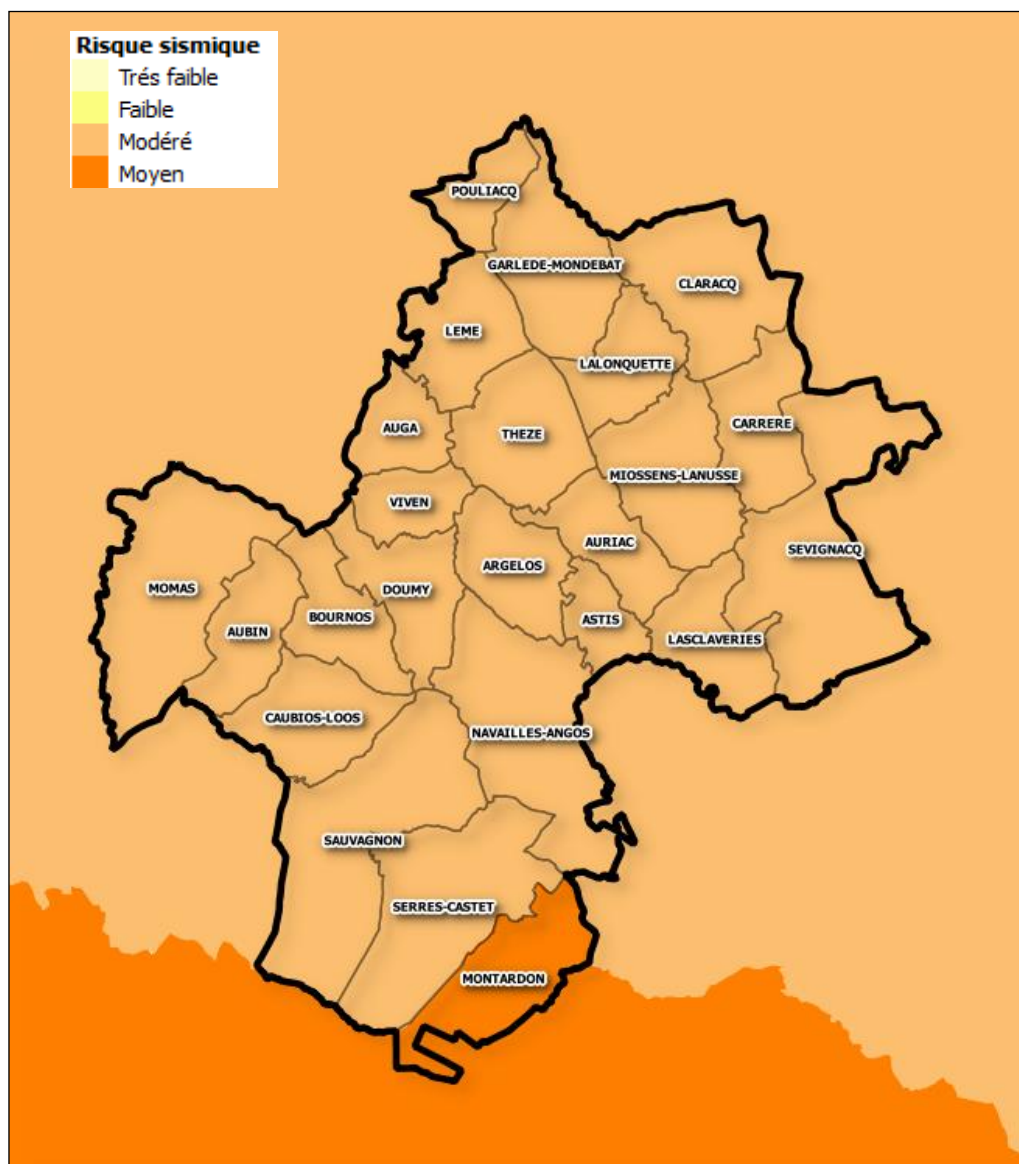 Risque sismique
Trés faible
Faible
Modéré
Moyen
POULIACQ
GARLEDE-MONDEBAT
CLARACQ
LEME
LALONQUETTE
AUGA
THEZE
CARRERE
MIOSSENS-LANUSSE
VIVEN
AURIAC
SEVIGNACQ
ARGELOS
MOMAS
DOUMY
BOURNOS
ASTIS
AUBIN
LASCLAVERIES
CAUBIOS-LOOS
NAVAILLES-ANGOS
SAUVAGNON
SERRES-CASTET
MONTARDON